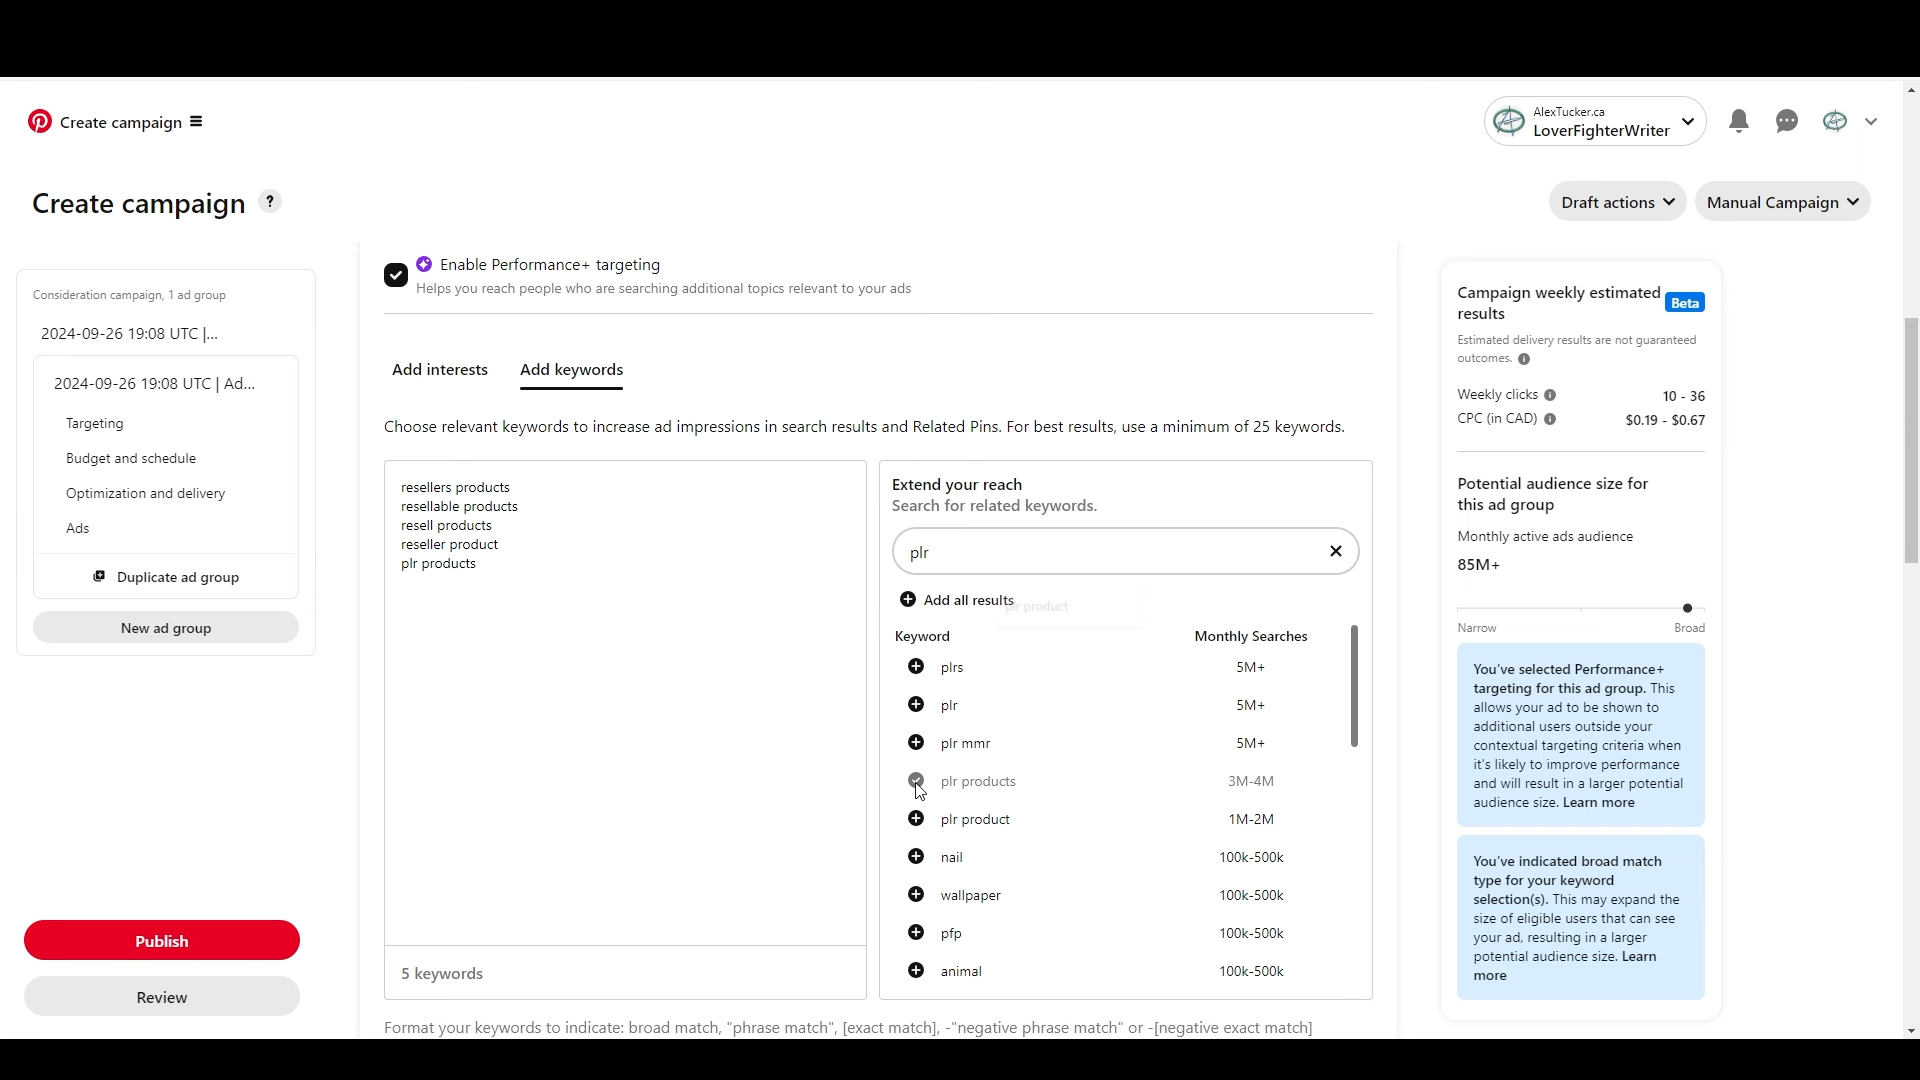 Create campaign
AlexTucker.ca
LoverFighterWriter
Create campaign ?
Draft actions
Manual Campaign
Consideration campaign, 1 ad group
2024-09-26 19:08 UTC |...
2024-09-26 19:08 UTC | Ad...
Targeting
Budget and schedule
Optimization and delivery
Ads
Duplicate ad group
New ad group
Publish
Review
Enable Performance+ targeting
Helps you reach people who are searching additional topics relevant to your ads
Add interests
Add keywords
Choose relevant keywords to increase ad impressions in search results and Related Pins. For best results, use a minimum of 25 keywords.
resellers products
resellable products
resell products
reseller product
plr products
5 keywords
Extend your reach
Search for related keywords.
plr
Add all results
plr product
Keyword Monthly Searches
plrs 5M+
plr 5M+
plr mmr 5M+
plr products 3M-4M
plr product 1M-2M
nail 100k-500k
wallpaper 100k-500k
pfp 100k-500k
animal 100k-500k
Format your keywords to indicate: broad match, "phrase match", [exact match], -"negative phrase match" or -[negative exact match]
Campaign weekly estimated
results
Beta
Estimated delivery results are not guaranteed
outcomes.
Weekly clicks 10 - 36
CPC (in CAD) $0.19 - $0.67
Potential audience size for
this ad group
Monthly active ads audience
85M+
Narrow Broad
You've selected Performance+
targeting for this ad group. This
allows your ad to be shown to
additional users outside your
contextual targeting criteria when
it's likely to improve performance
and will result in a larger potential
audience size. Learn more
You've indicated broad match
type for your keyword
selection(s). This may expand the
size of eligible users that can see
your ad, resulting in a larger
potential audience size. Learn
more